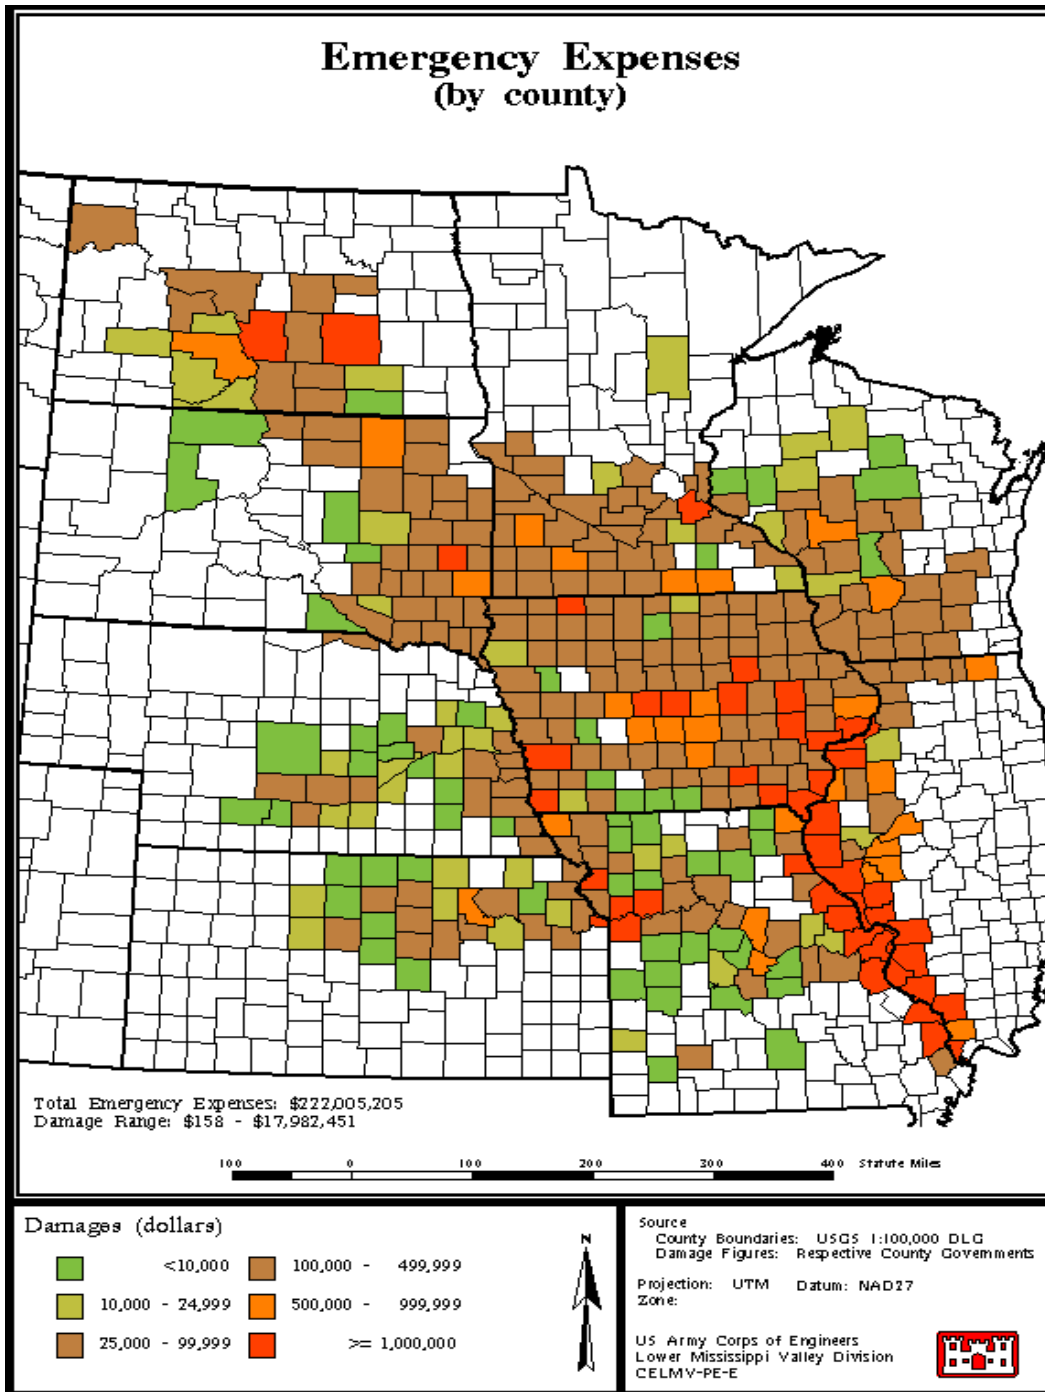 Emergency Expenses
(by county)
Total Emergency Expenses: $222,005,205
Damage Range: $158 - $17,982,451
100 0 100 200 300 400 Statute Miles
Damages (dollars)
<10,000
10,000 - 24,999
25,000 - 99,999
100,000 - 499,999
500,000 - 999,999
>= 1,000,000
N
Source
County Boundaries: USGS 1:100,000 DLG
Damage Figures: Respective County Governments
Projection: UTM Datum: NAD27
Zone:
US Army Corps of Engineers
Lower Mississippi Valley Division
CELMV-PE-E